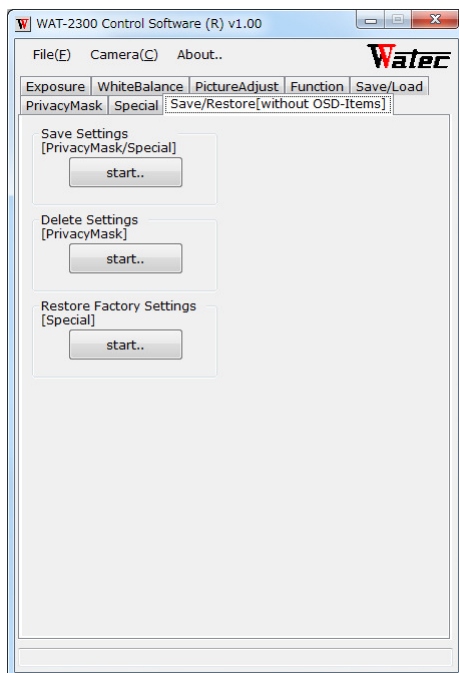 W WAT-2300 Control Software (R) v1.00
File(F) Camera(C) About..
Watec
Exposure WhiteBalance PictureAdjust Function Save/Load
PrivacyMask Special Save/Restore[without OSD-Items]
Save Settings
[PrivacyMask/Special]
start..
Delete Settings
[PrivacyMask]
start..
Restore Factory Settings
[Special]
start..